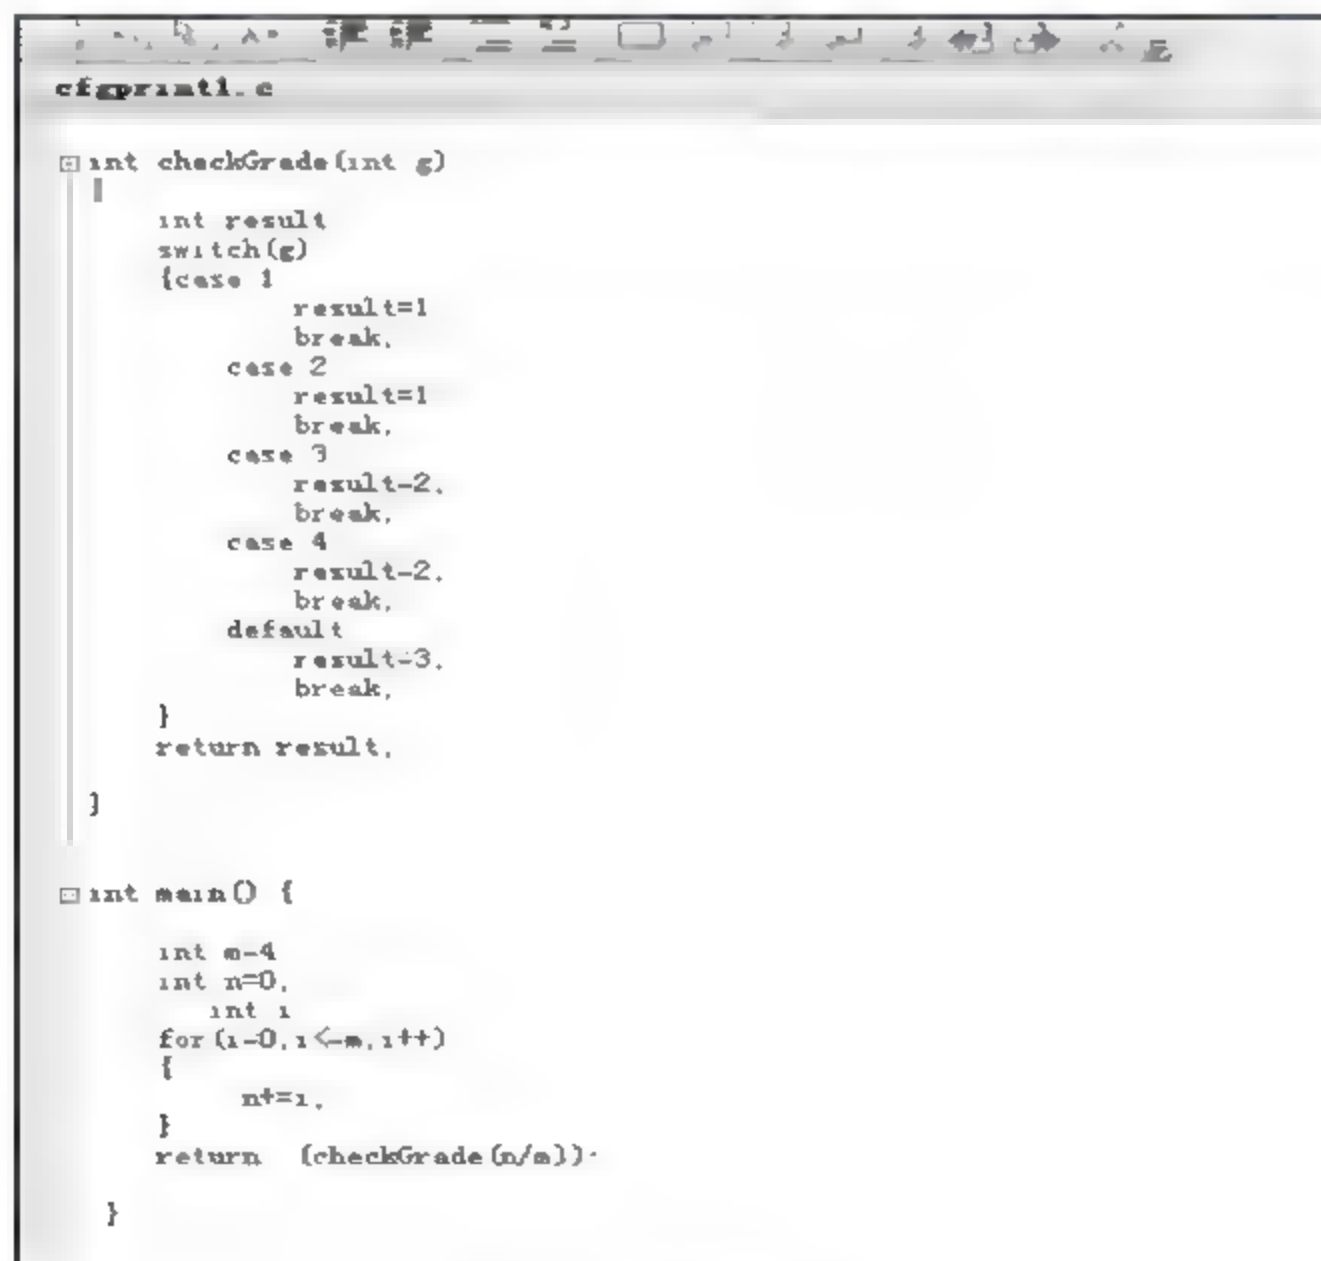 cfgprint1.c
int checkGrade(int g)
int result
switch(g)
{case 1
result=1
break,
case 2
result=1
break,
case 3
result-2,
break,
case 4
result-2,
break,
default
result-3,
break,
}
return result,
}
int main() {
int m-4
int n=0,
int i
for(i-0,i<-m,i++)
{
n+=i,
}
return (checkGrade(n/m))
}